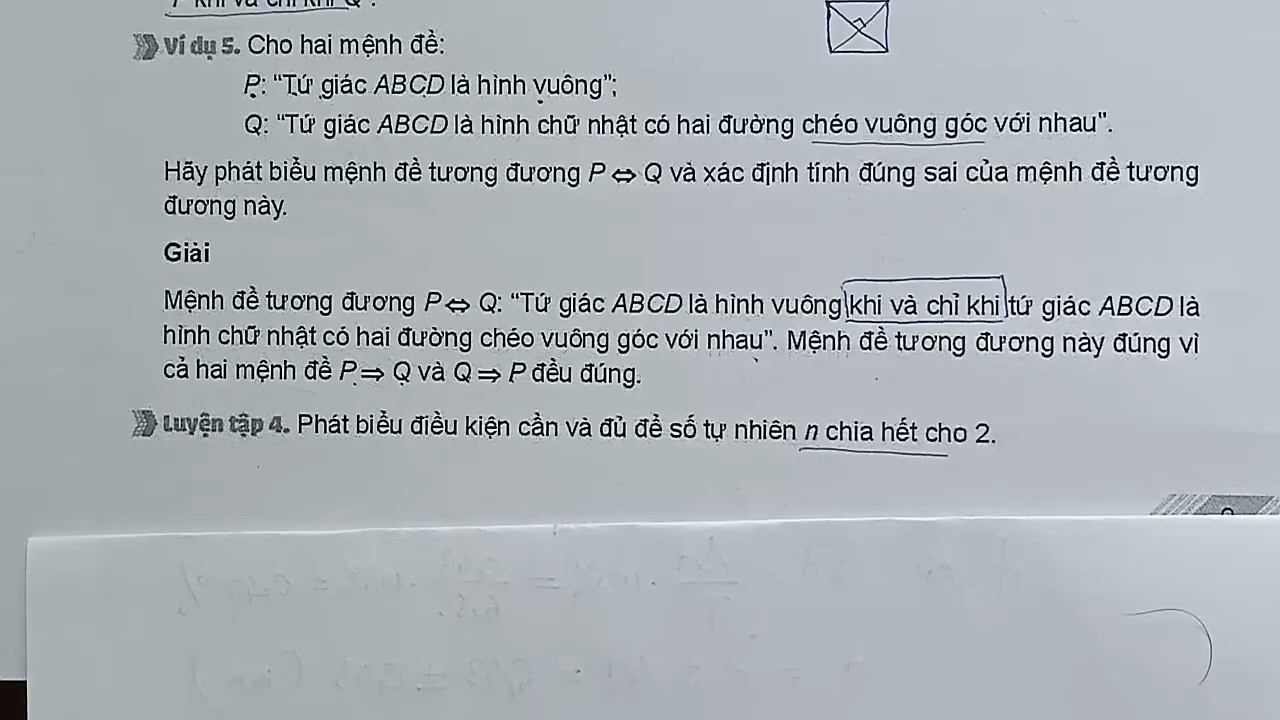 P khi và chỉ khi Q".
Ví dụ 5. Cho hai mệnh đề:
P: "Tứ giác ABCD là hình vuông";
Q: "Tứ giác ABCD là hình chữ nhật có hai đường chéo vuông góc với nhau".
Hãy phát biểu mệnh đề tương đương P ⇔ Q và xác định tính đúng sai của mệnh đề tương
đương này.
Giải
Mệnh đề tương đương P ⇔ Q: "Tứ giác ABCD là hình vuông khi và chỉ khi tứ giác ABCD là
hình chữ nhật có hai đường chéo vuông góc với nhau". Mệnh đề tương đương này đúng vì
cả hai mệnh đề P ⇒ Q và Q ⇒ P đều đúng.
Luyện tập 4. Phát biểu điều kiện cần và đủ để số tự nhiên n chia hết cho 2.